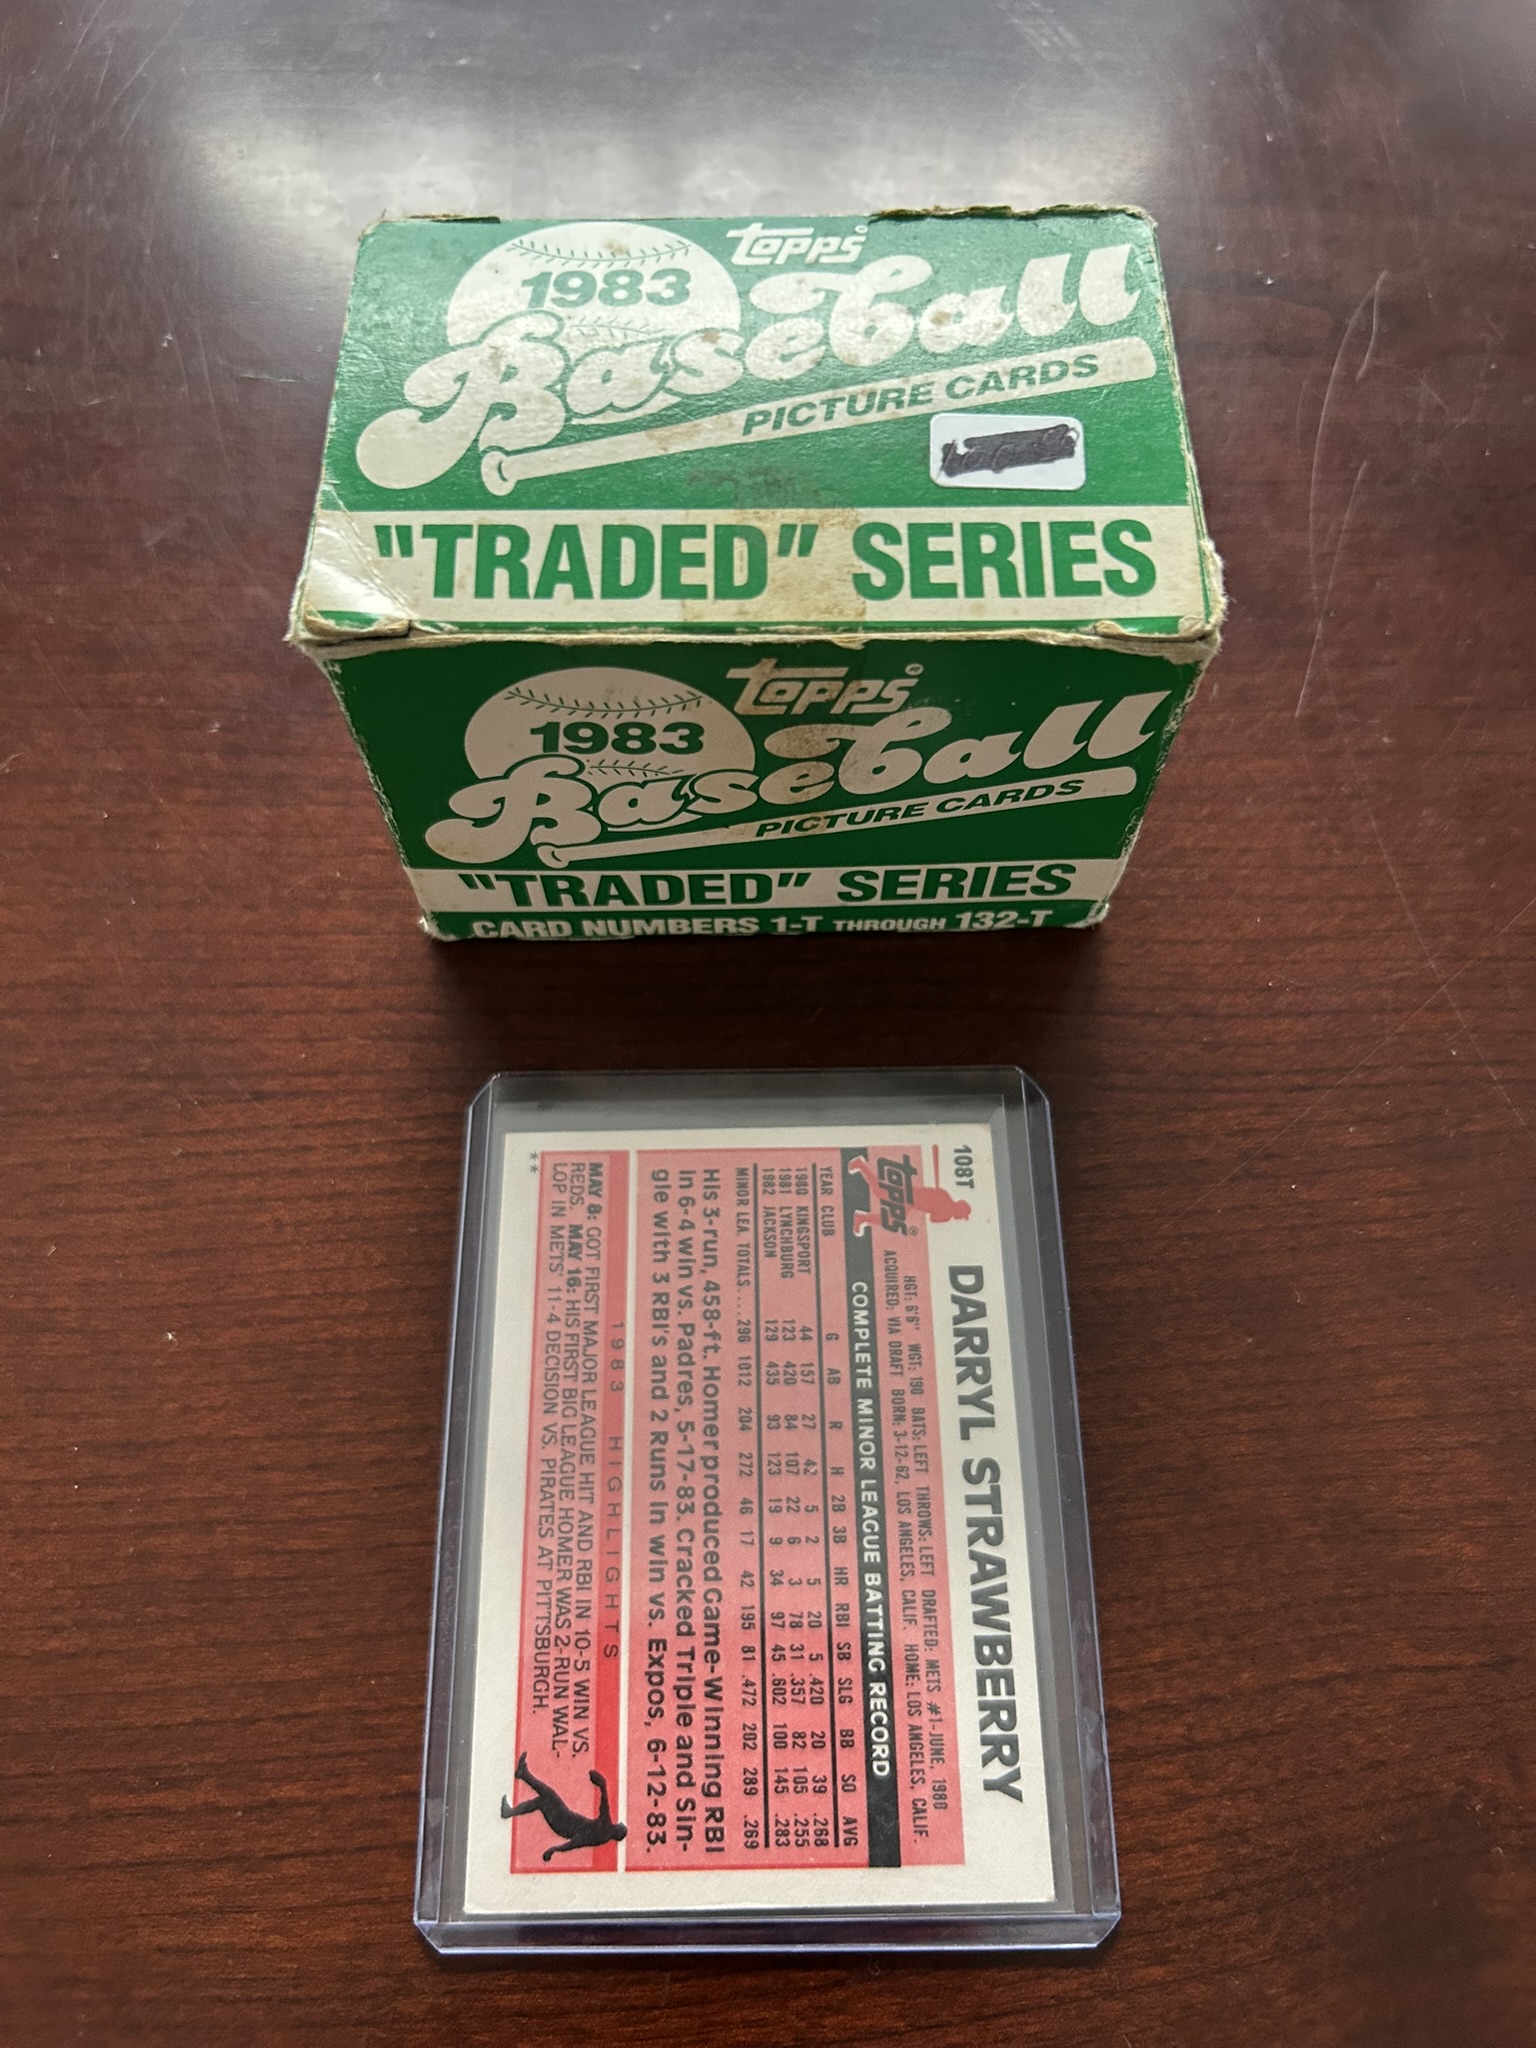 topps®
1983
Baseball
PICTURE CARDS
"TRADED" SERIES
topps®
1983
Baseball
PICTURE CARDS
"TRADED" SERIES
CARD NUMBERS 1-T THROUGH 132-T
108T
DARRYL STRAWBERRY
topps®
HGT: 6'6" WGT: 190 BATS: LEFT THROWS: LEFT DRAFTED: METS #1-JUNE, 1980
ACQUIRED: VIA DRAFT BORN: 3-12-62, LOS ANGELES, CALIF. HOME: LOS ANGELES, CALIF.
COMPLETE MINOR LEAGUE BATTING RECORD
YEAR CLUB G AB R H 2B 3B HR RBI SB SLG BB SO AVG
1980 KINGSPORT 44 157 27 42 5 2 5 20 5 .420 20 39 .268
1981 LYNCHBURG 123 420 84 107 22 6 3 78 31 .357 82 105 .255
1982 JACKSON 129 435 93 123 19 9 34 97 45 .602 100 145 .283
MINOR LEA. TOTALS.... 296 1012 204 272 46 17 42 195 81 .472 202 289 .269
His 3-run, 458-ft. Homer produced Game-Winning RBI
in 6-4 win vs. Padres, 5-17-83. Cracked Triple and Sin-
gle with 3 RBI's and 2 Runs in win vs. Expos, 6-12-83.
1983 HIGHLIGHTS
MAY 8: GOT FIRST MAJOR LEAGUE HIT AND RBI IN 10-5 WIN VS.
REDS. MAY 16: HIS FIRST BIG LEAGUE HOMER WAS 2-RUN WAL-
LOP IN METS' 11-4 DECISION VS. PIRATES AT PITTSBURGH.
**